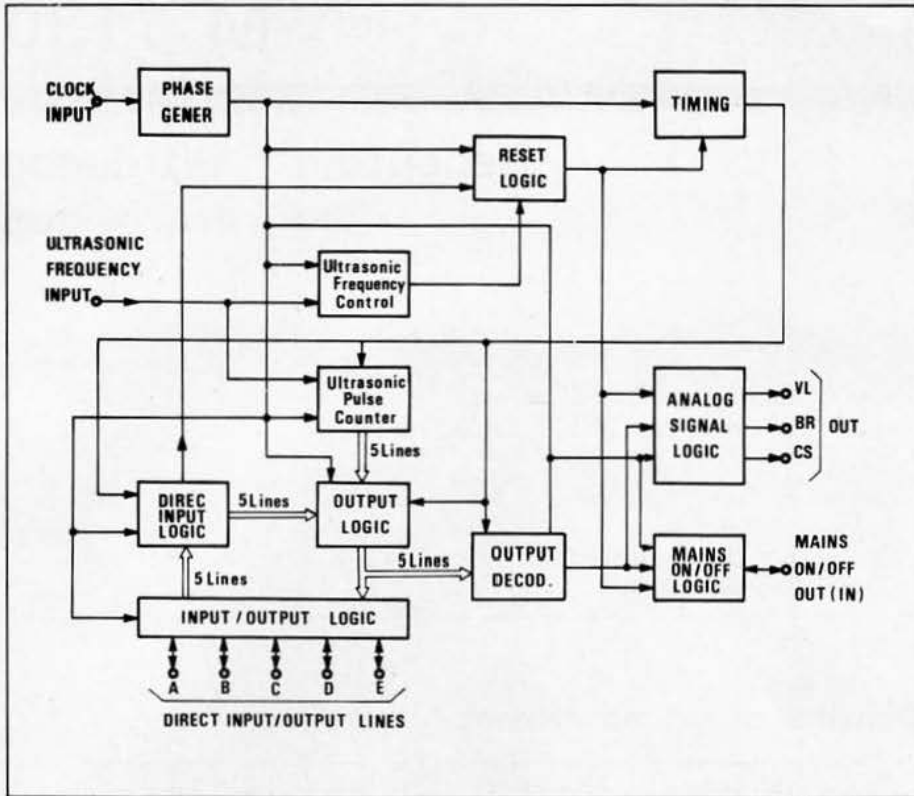 CLOCK
INPUT
PHASE
GENER
TIMING
RESET
LOGIC
ULTRASONIC
FREQUENCY
INPUT
Ultrasonic
Frequency
Control
Ultrasonic
Pulse
Counter
ANALOG
SIGNAL
LOGIC
VL
BR
CS
OUT
5 Lines
DIREC
INPUT
LOGIC
5 Lines
OUTPUT
LOGIC
5 Lines
5 Lines
OUTPUT
DECOD.
MAINS
ON/OFF
LOGIC
MAINS
ON/OFF
OUT (IN)
INPUT / OUTPUT LOGIC
A B C D E
DIRECT INPUT/OUTPUT LINES